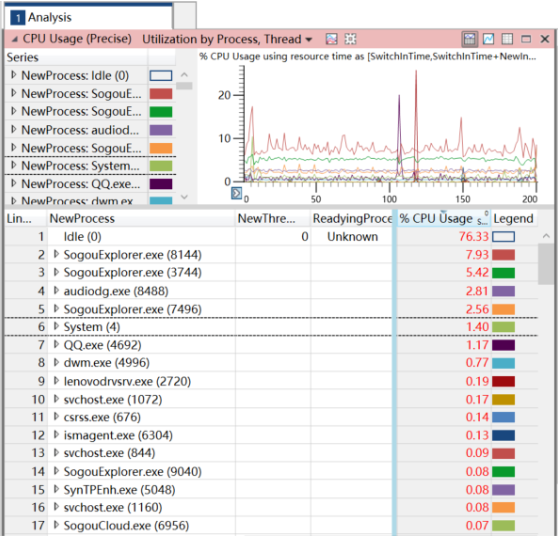 1 Analysis
CPU Usage (Precise) Utilization by Process, Thread
Series
% CPU Usage using resource time as [SwitchInTime,SwitchInTime+NewIn...
NewProcess: Idle (0)
NewProcess: SogouE...
NewProcess: SogouE...
NewProcess: audiod...
NewProcess: SogouE...
NewProcess: System...
NewProcess: QQ.exe...
NewProcess: dwm.ex
20
10
0
0 50 100 150 200
Lin... NewProcess NewThre... ReadyingProce % CPU Usage s... Legend
1 Idle (0) 0 Unknown 76.33
2 SogouExplorer.exe (8144) 7.93
3 SogouExplorer.exe (3744) 5.42
4 audiodg.exe (8488) 2.81
5 SogouExplorer.exe (7496) 2.56
6 System (4) 1.40
7 QQ.exe (4692) 1.17
8 dwm.exe (4996) 0.77
9 lenovodrvsrv.exe (2720) 0.19
10 svchost.exe (1072) 0.17
11 csrss.exe (676) 0.14
12 ismagent.exe (6304) 0.13
13 svchost.exe (844) 0.09
14 SogouExplorer.exe (9040) 0.08
15 SynTPEnh.exe (5048) 0.08
16 svchost.exe (1160) 0.08
17 SogouCloud.exe (6956) 0.07